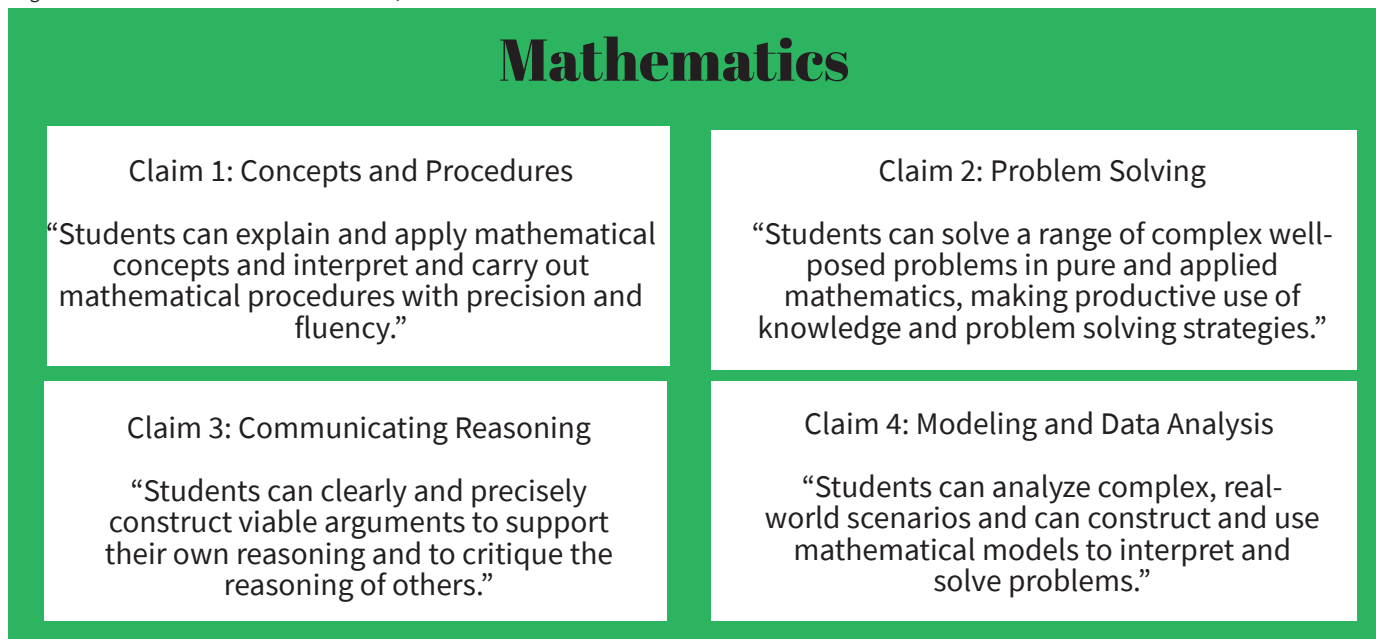 Mathematics
Claim 1: Concepts and Procedures
“Students can explain and apply mathematical
concepts and interpret and carry out
mathematical procedures with precision and
fluency.”
Claim 2: Problem Solving
“Students can solve a range of complex well-
posed problems in pure and applied
mathematics, making productive use of
knowledge and problem solving strategies.”
Claim 3: Communicating Reasoning
“Students can clearly and precisely
construct viable arguments to support
their own reasoning and to critique the
reasoning of others.”
Claim 4: Modeling and Data Analysis
“Students can analyze complex, real-
world scenarios and can construct and use
mathematical models to interpret and
solve problems.”